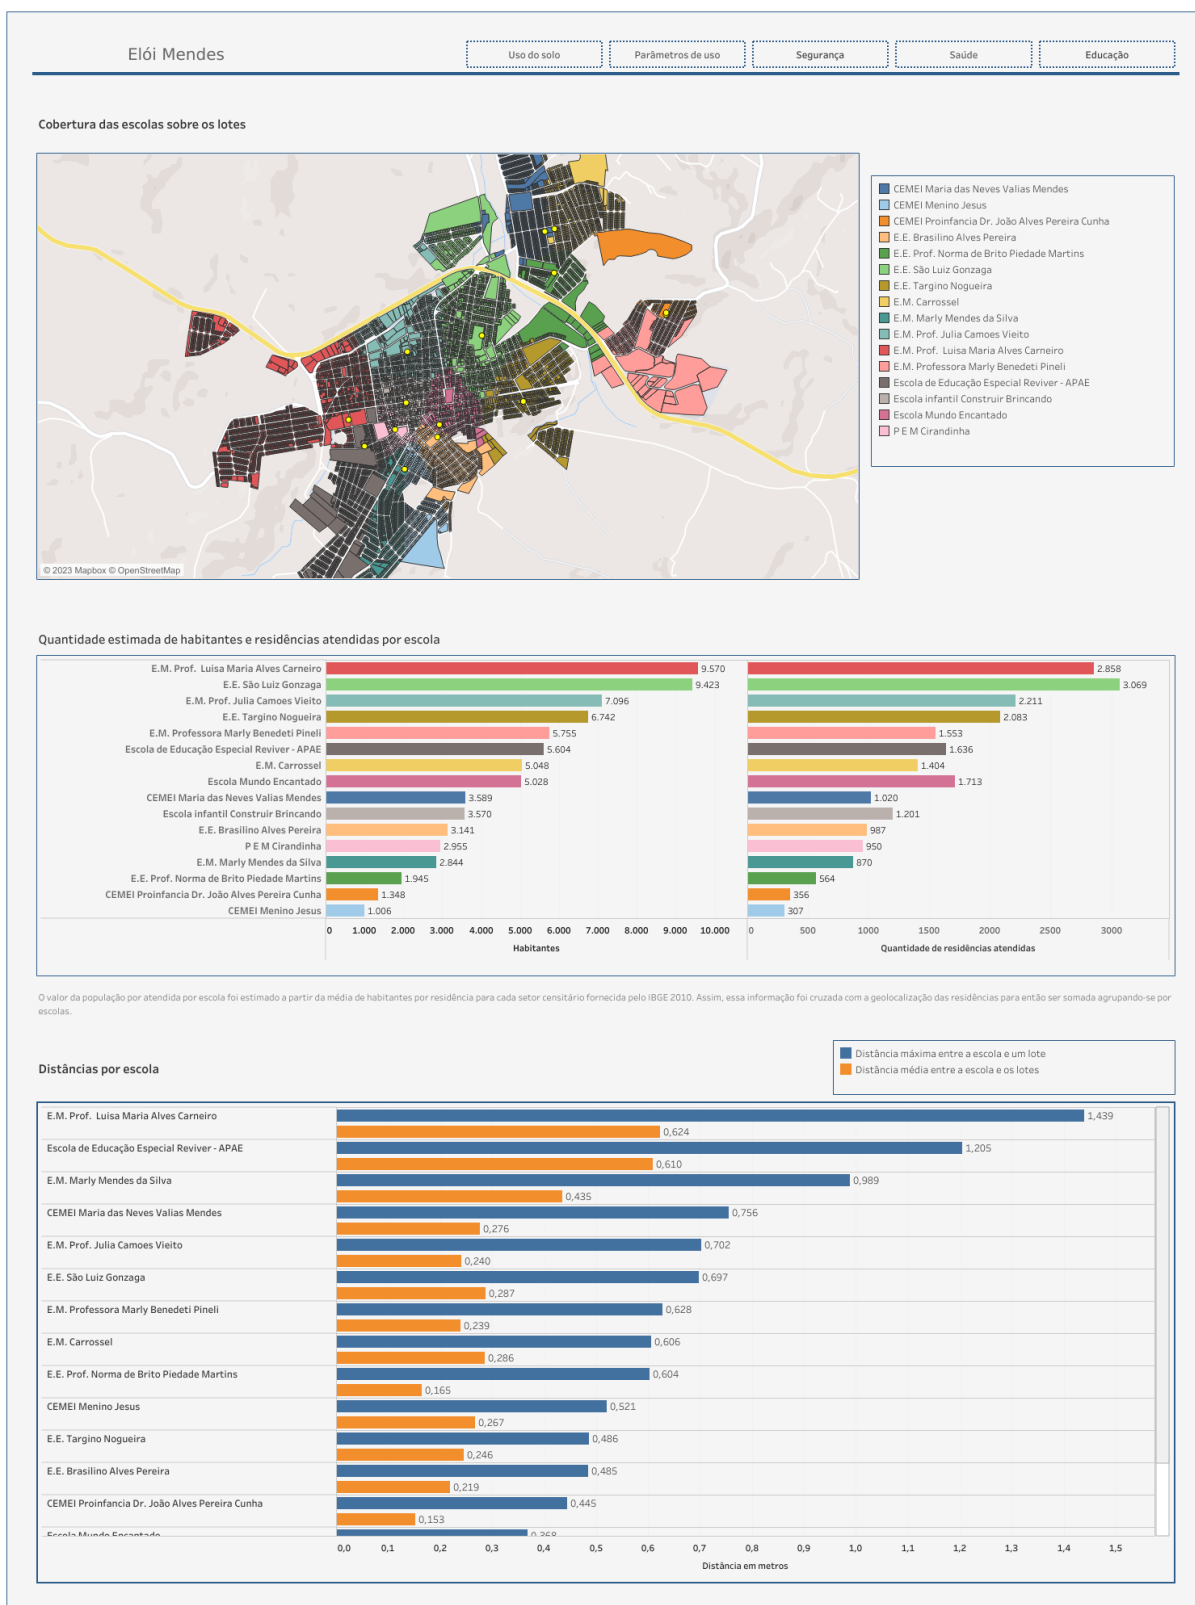 Elói Mendes
Uso do solo
Parâmetros de uso
Segurança
Saúde
Educação
Cobertura das escolas sobre os lotes
© 2023 Mapbox © OpenStreetMap
CEMEI Maria das Neves Valias Mendes
CEMEI Menino Jesus
CEMEI Proinfancia Dr. João Alves Pereira Cunha
E.E. Brasilino Alves Pereira
E.E. Prof. Norma de Brito Piedade Martins
E.E. São Luiz Gonzaga
E.E. Targino Nogueira
E.M. Carrossel
E.M. Marly Mendes da Silva
E.M. Prof. Julia Camoes Vieito
E.M. Prof. Luisa Maria Alves Carneiro
E.M. Professora Marly Benedeti Pineli
Escola de Educação Especial Reviver - APAE
Escola infantil Construir Brincando
Escola Mundo Encantado
P E M Cirandinha
Quantidade estimada de habitantes e residências atendidas por escola
E.M. Prof. Luisa Maria Alves Carneiro 9.570 2.858
E.E. São Luiz Gonzaga 9.423 3.069
E.M. Prof. Julia Camoes Vieito 7.096 2.211
E.E. Targino Nogueira 6.742 2.083
E.M. Professora Marly Benedeti Pineli 5.755 1.553
Escola de Educação Especial Reviver - APAE 5.604 1.636
E.M. Carrossel 5.048 1.404
Escola Mundo Encantado 5.028 1.713
CEMEI Maria das Neves Valias Mendes 3.589 1.020
Escola infantil Construir Brincando 3.570 1.201
E.E. Brasilino Alves Pereira 3.141 987
P E M Cirandinha 2.955 950
E.M. Marly Mendes da Silva 2.844 870
E.E. Prof. Norma de Brito Piedade Martins 1.945 564
CEMEI Proinfancia Dr. João Alves Pereira Cunha 1.348 356
CEMEI Menino Jesus 1.006 307
0 1.000 2.000 3.000 4.000 5.000 6.000 7.000 8.000 9.000 10.000 0 500 1000 1500 2000 2500 3000
Habitantes Quantidade de residências atendidas
O valor da população por atendida por escola foi estimado a partir da média de habitantes por residência para cada setor censitário fornecida pelo IBGE 2010. Assim, essa informação foi cruzada com a geolocalização das residências para então ser somada agrupando-se por
escolas.
Distâncias por escola
Distância máxima entre a escola e um lote
Distância média entre a escola e os lotes
E.M. Prof. Luisa Maria Alves Carneiro 1,439
0,624
Escola de Educação Especial Reviver - APAE 1,205
0,610
E.M. Marly Mendes da Silva 0,989
0,435
CEMEI Maria das Neves Valias Mendes 0,756
0,276
E.M. Prof. Julia Camoes Vieito 0,702
0,240
E.E. São Luiz Gonzaga 0,697
0,287
E.M. Professora Marly Benedeti Pineli 0,628
0,239
E.M. Carrossel 0,606
0,286
E.E. Prof. Norma de Brito Piedade Martins 0,604
0,165
CEMEI Menino Jesus 0,521
0,267
E.E. Targino Nogueira 0,486
0,246
E.E. Brasilino Alves Pereira 0,485
0,219
CEMEI Proinfancia Dr. João Alves Pereira Cunha 0,445
0,153
Escola Mundo Encantado 0,368
0,0 0,1 0,2 0,3 0,4 0,5 0,6 0,7 0,8 0,9 1,0 1,1 1,2 1,3 1,4 1,5
Distância em metros